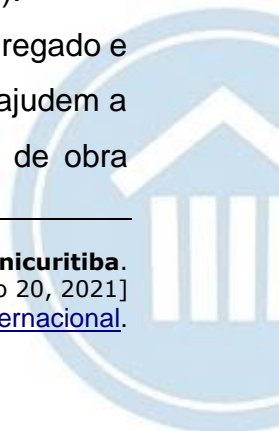 ).
regado e
ajudem a
de obra
nicuritiba.
o 20, 2021]
ernacional.